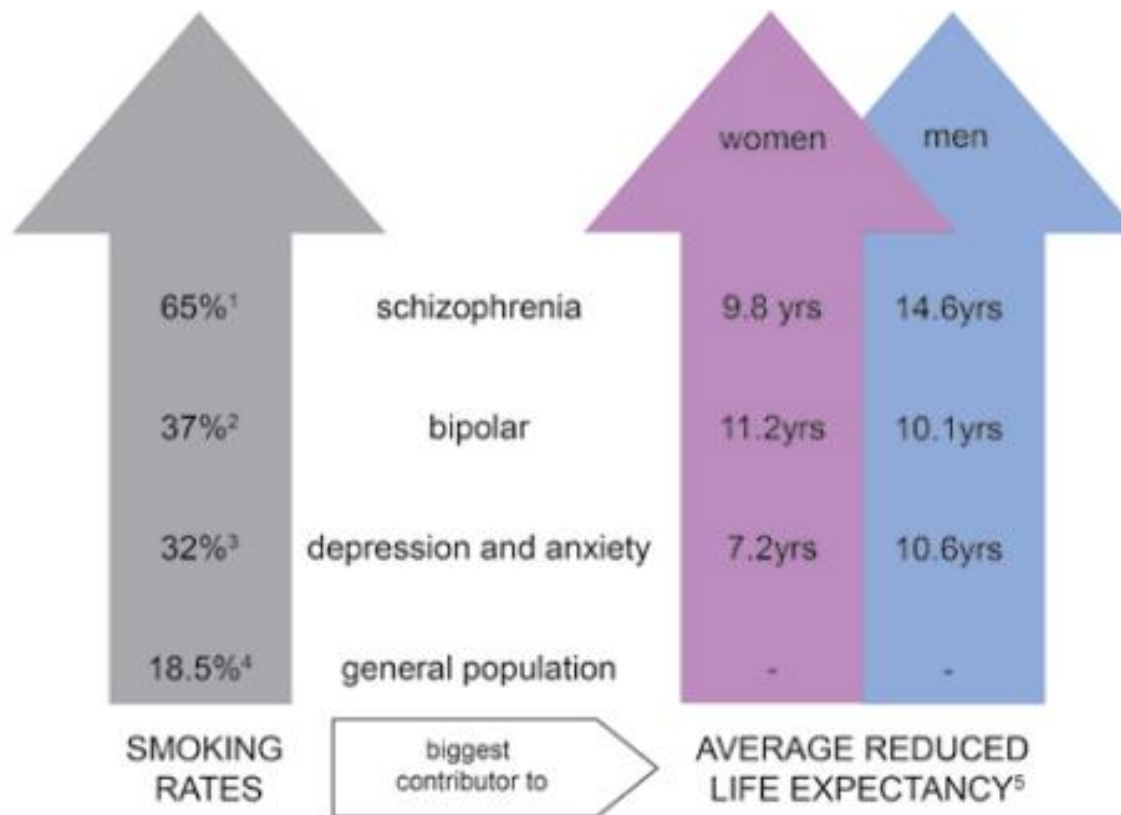 women men
65%¹ schizophrenia 9.8 yrs 14.6yrs
37%² bipolar 11.2yrs 10.1yrs
32%³ depression and anxiety 7.2yrs 10.6yrs
18.5%⁴ general population - -
SMOKING
RATES
biggest
contributor to
AVERAGE REDUCED
LIFE EXPECTANCY⁵